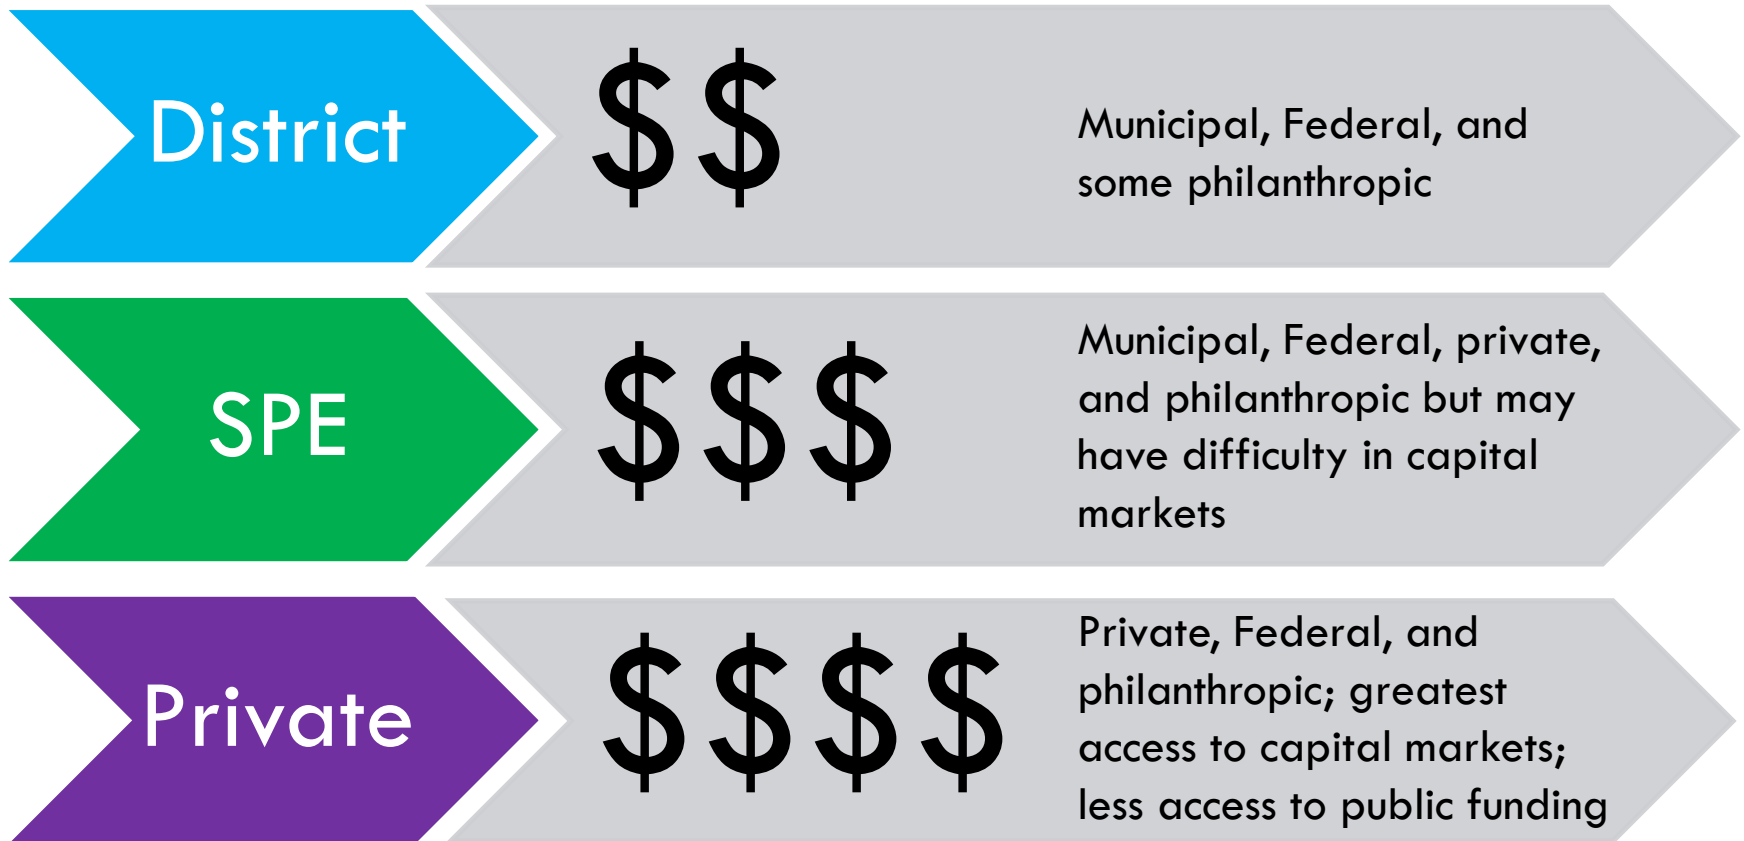 District
$$
Municipal, Federal, and
some philanthropic
SPE
$$$
Municipal, Federal, private,
and philanthropic but may
have difficulty in capital
markets
Private
$$$$
Private, Federal, and
philanthropic; greatest
access to capital markets;
less access to public funding